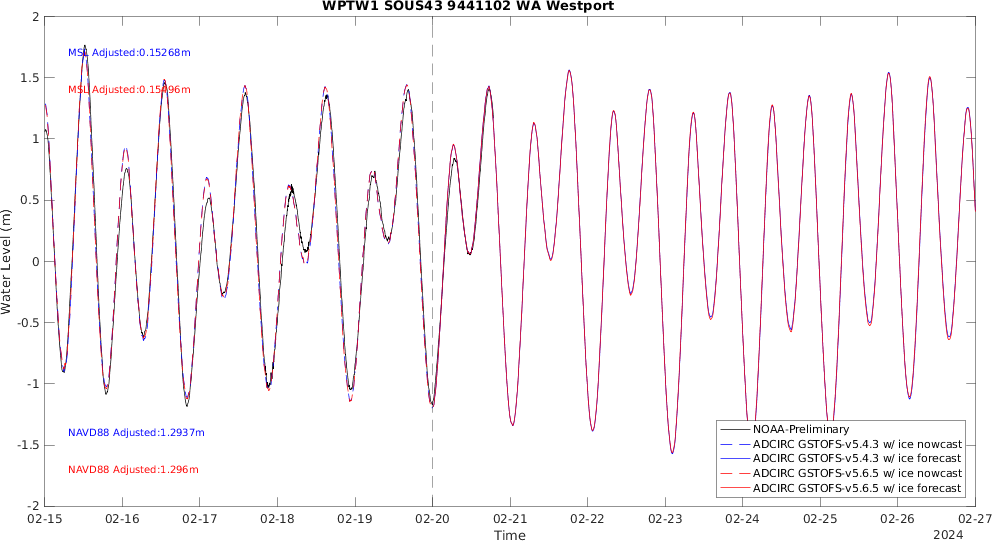 WPTW1 SOUS43 9441102 WA Westport
2
1.5
1
0.5
0
-0.5
-1
-1.5
-2
Water Level (m)
MSL Adjusted:0.15268m
MSL Adjusted:0.15496m
NAVD88 Adjusted:1.2937m
NAVD88 Adjusted:1.296m
NOAA-Preliminary
ADCIRC GSTOFS-v5.4.3 w/ ice nowcast
ADCIRC GSTOFS-v5.4.3 w/ ice forecast
ADCIRC GSTOFS-v5.6.5 w/ ice nowcast
ADCIRC GSTOFS-v5.6.5 w/ ice forecast
02-15 02-16 02-17 02-18 02-19 02-20 02-21 02-22 02-23 02-24 02-25 02-26 02-27
Time
2024